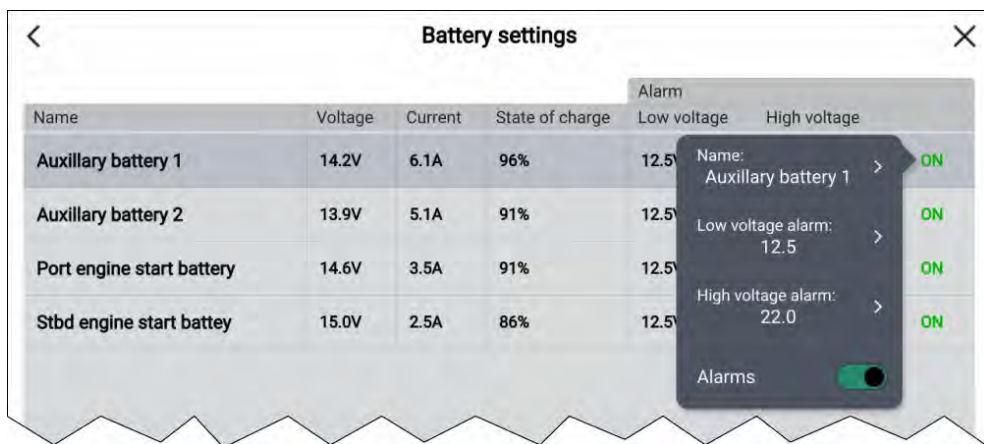 Battery settings
Alarm
Name Voltage Current State of charge Low voltage High voltage
Auxillary battery 1 14.2V 6.1A 96% 12.5V ON
Auxillary battery 2 13.9V 5.1A 91% 12.5V ON
Port engine start battery 14.6V 3.5A 91% 12.5V ON
Stbd engine start battey 15.0V 2.5A 86% 12.5V ON
Name:
Auxillary battery 1
Low voltage alarm:
12.5
High voltage alarm:
22.0
Alarms